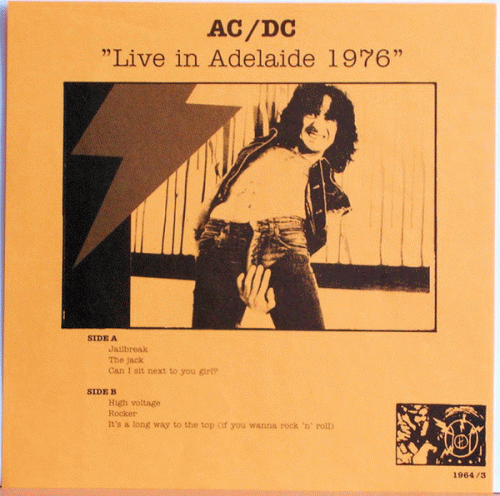 AC/DC
"Live in Adelaide 1976"
SIDE A
Jailbreak
The jack
Can I sit next to you girl?
SIDE B
High voltage
Rocker
It's a long way to the top (if you wanna rock 'n' roll)
1964/3